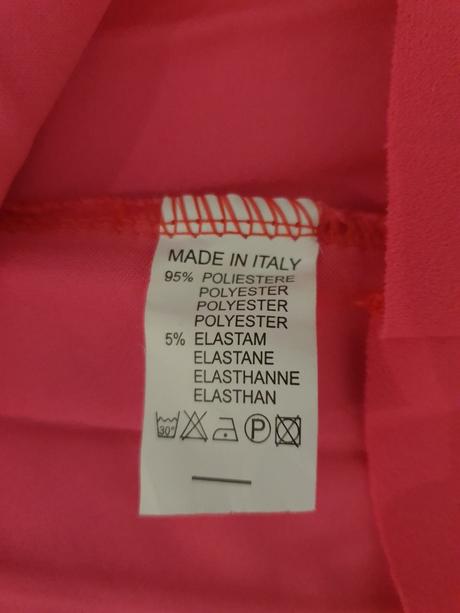 MADE IN ITALY
95% POLIESTERE
POLYESTER
POLYESTER
POLYESTER
5% ELASTAM
ELASTANE
ELASTHANNE
ELASTHAN
30° P